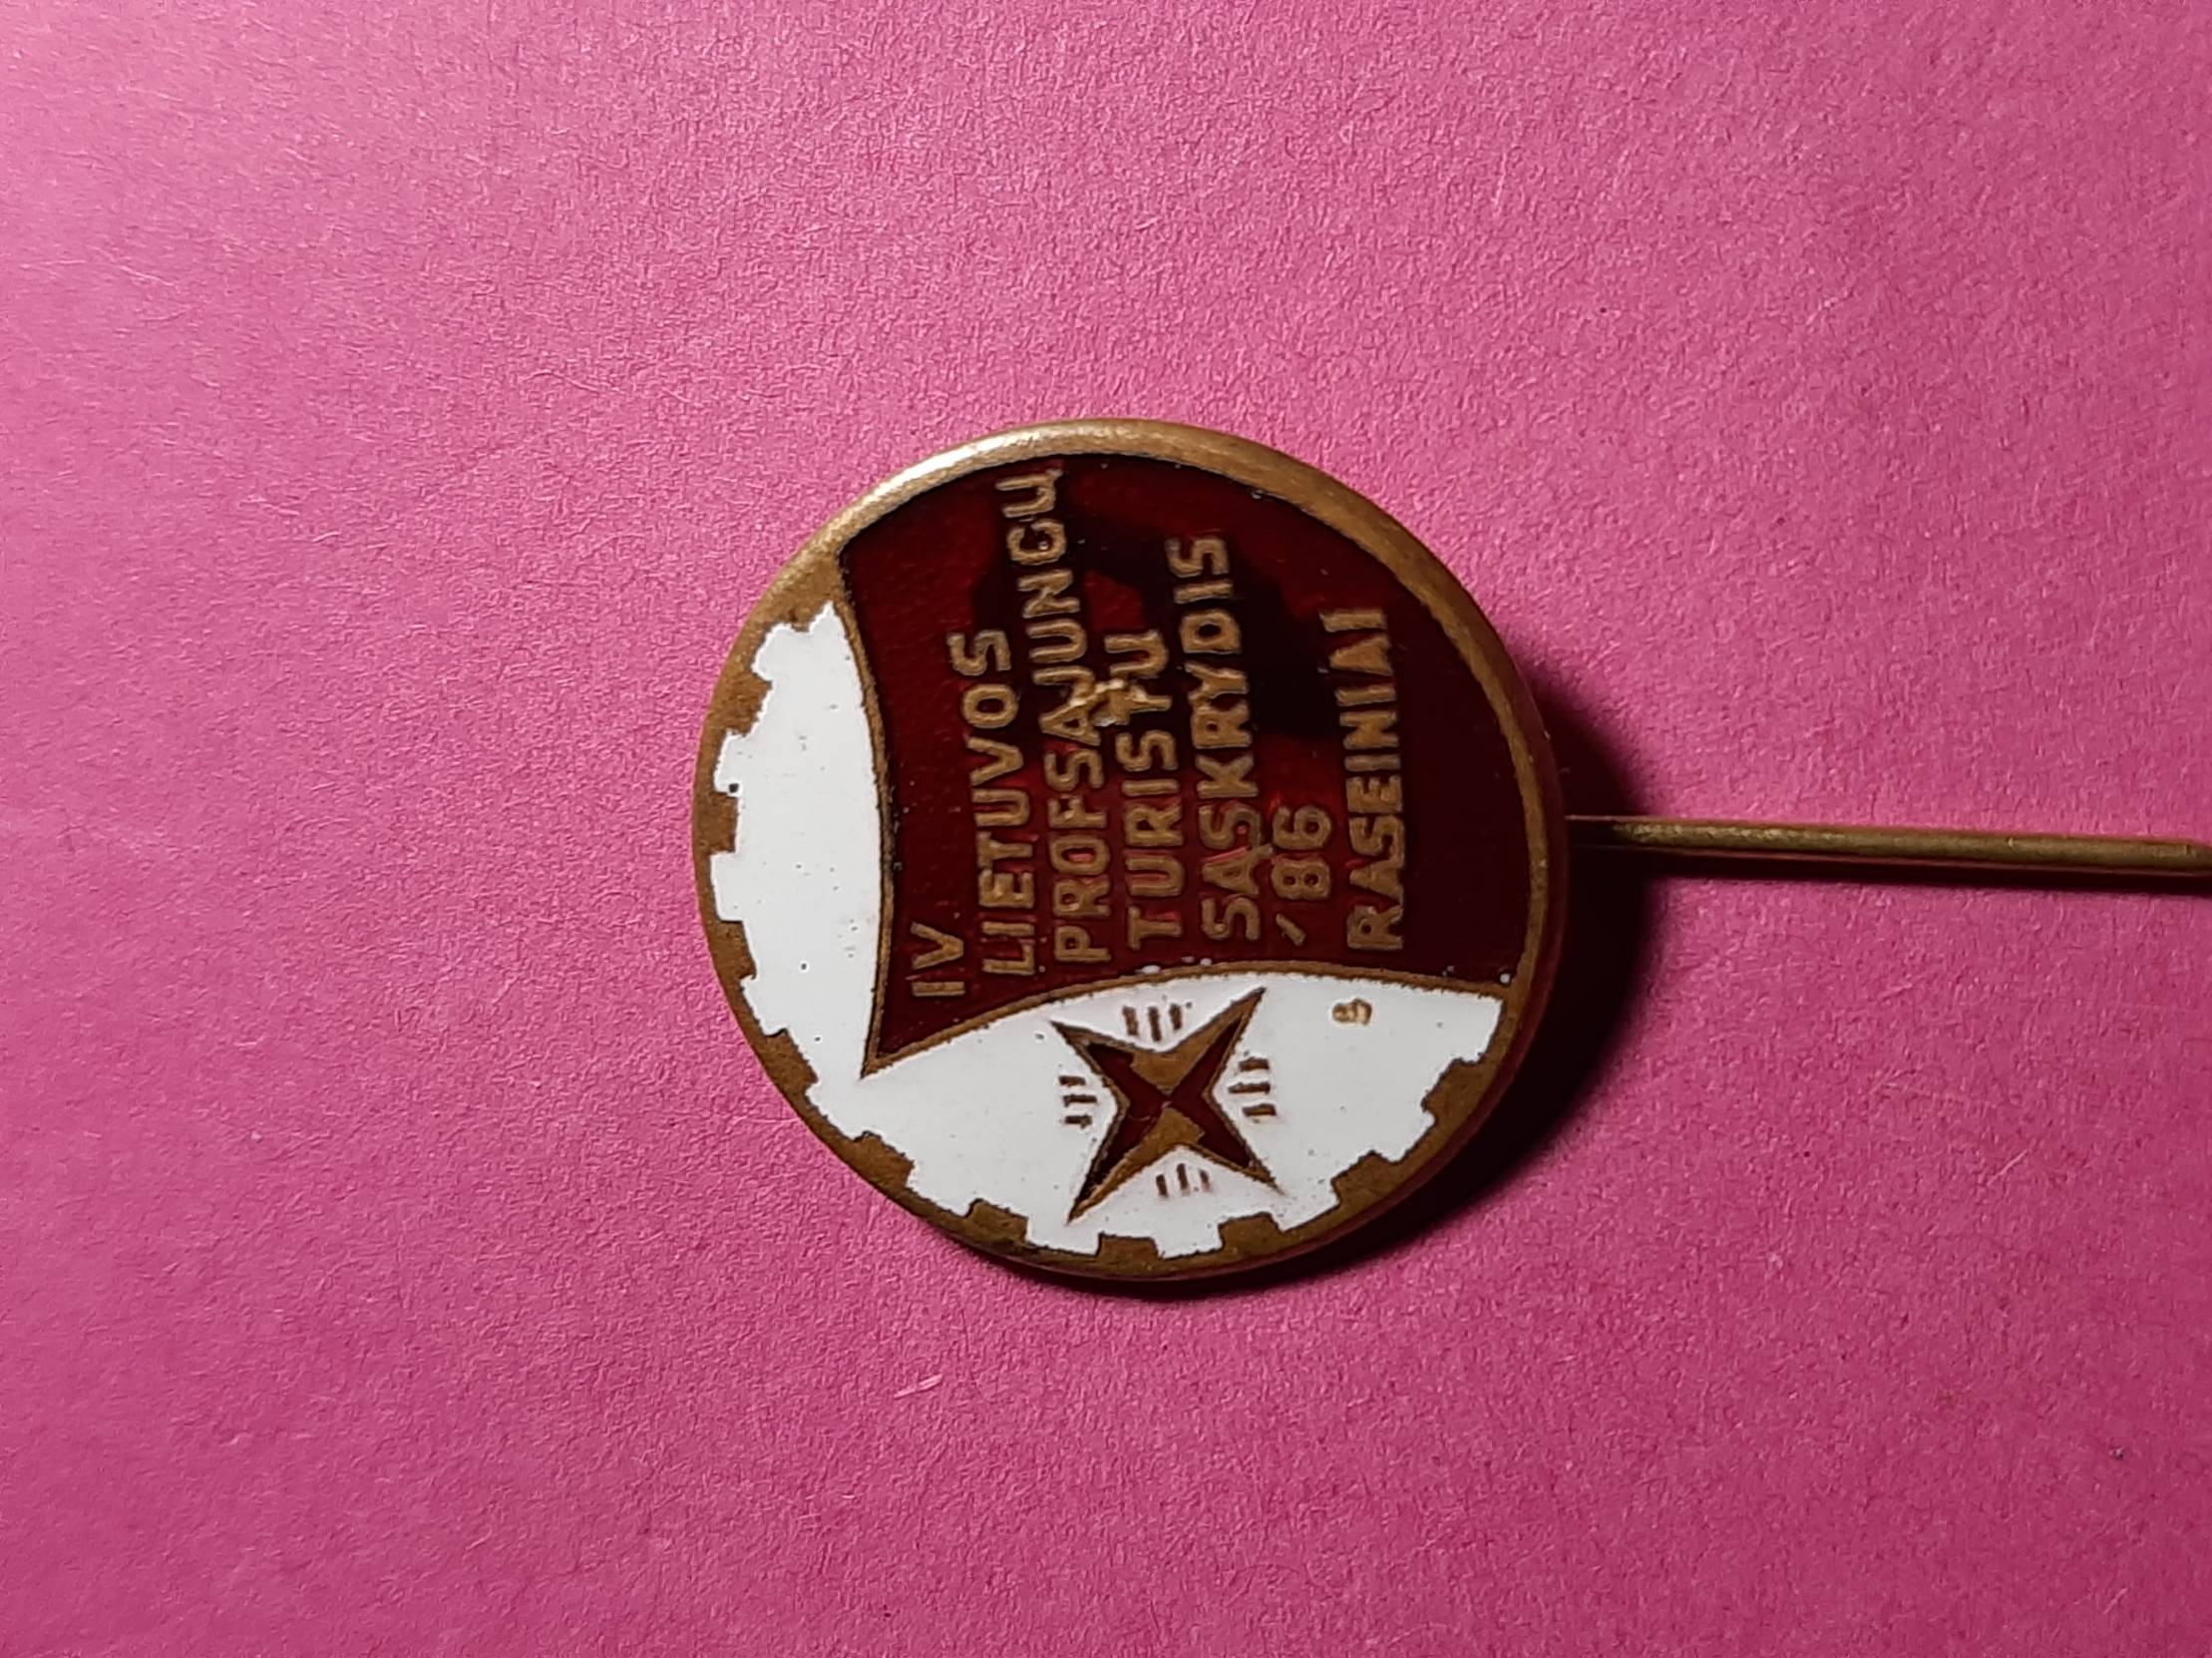 IV
LIETUVOS
PROFSĄJUNGŲ
TURISTŲ
SĄSKRYDIS
'86
RASEINIAI